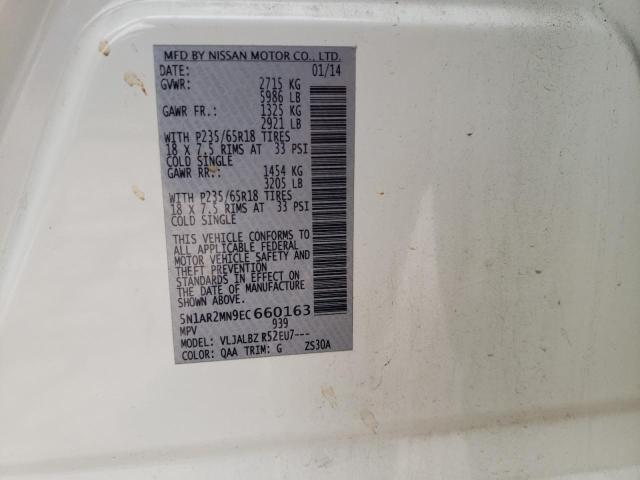 MFD BY NISSAN MOTOR CO., LTD.
DATE: 01/14
GVWR: 2715 KG
5986 LB
GAWR FR.: 1325 KG
2921 LB
WITH P235/65R18 TIRES
18 X 7.5 RIMS AT 33 PSI
COLD SINGLE
GAWR RR.: 1454 KG
3205 LB
WITH P235/65R18 TIRES
18 X 7.5 RIMS AT 33 PSI
COLD SINGLE
THIS VEHICLE CONFORMS TO
ALL APPLICABLE FEDERAL
MOTOR VEHICLE SAFETY AND
THEFT PREVENTION
STANDARDS IN EFFECT ON
THE DATE OF MANUFACTURE
SHOWN ABOVE.
5N1AR2MN9EC660163
MPV 939
MODEL: VLJALBZ R52EU7---
COLOR: QAA TRIM: G ZS30A